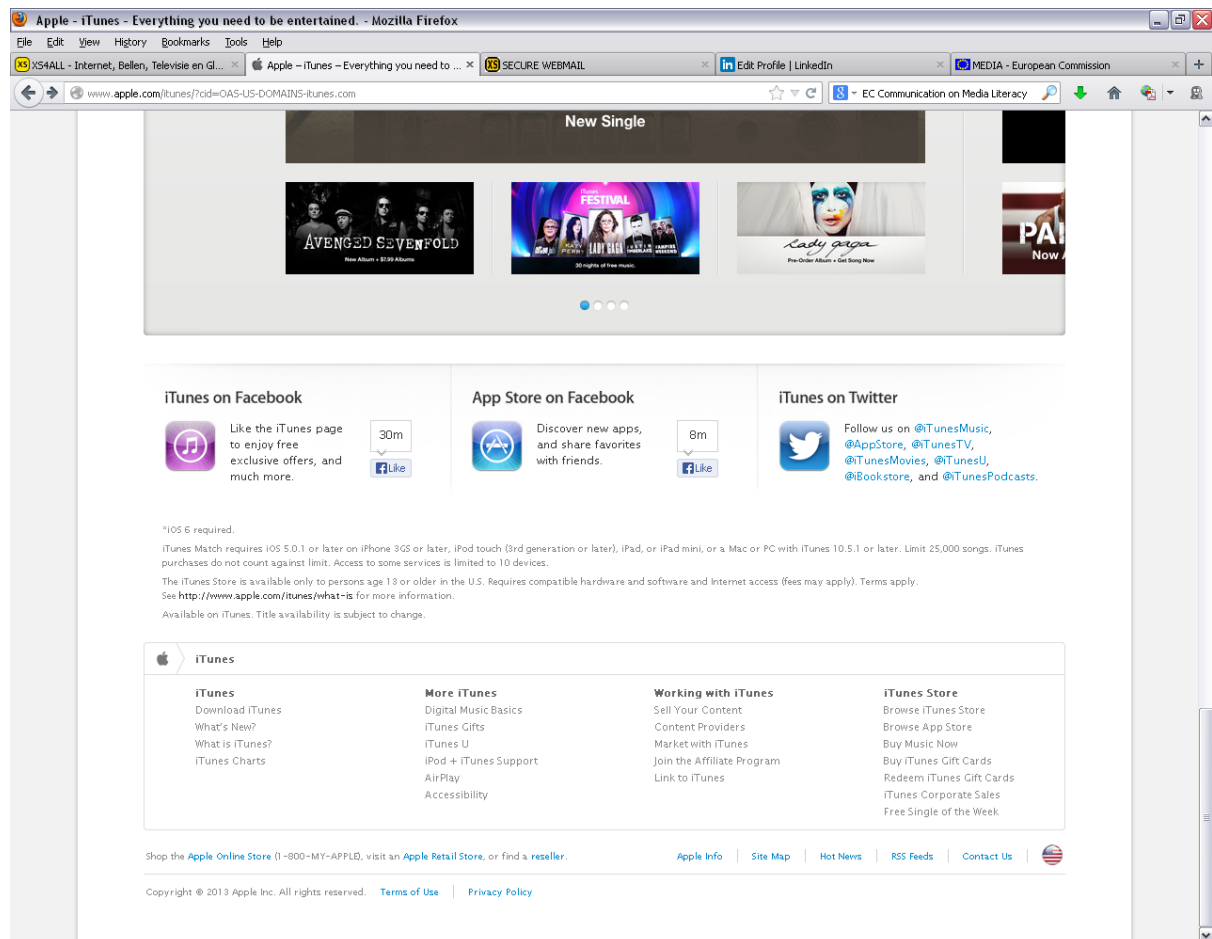 Apple - iTunes - Everything you need to be entertained. - Mozilla Firefox
File Edit View History Bookmarks Tools Help
XS4ALL - Internet, Bellen, Televisie en Gl... Apple – iTunes – Everything you need to ... SECURE WEBMAIL Edit Profile | LinkedIn MEDIA - European Commission
www.apple.com/itunes/?cid=OAS-US-DOMAINS-itunes.com EC Communication on Media Literacy
New Single
AVENGED SEVENFOLD
New Album + $7.99 Albums
iTunes
FESTIVAL
KATY PERRY LADY GAGA JUSTIN TIMBERLAKE VAMPIRE WEEKEND
30 nights of free music.
Lady gaga
Pre-Order Album + Get Song Now
PA
Now A
iTunes on Facebook
Like the iTunes page
to enjoy free
exclusive offers, and
much more.
30m
Like
App Store on Facebook
Discover new apps,
and share favorites
with friends.
8m
Like
iTunes on Twitter
Follow us on @iTunesMusic,
@AppStore, @iTunesTV,
@iTunesMovies, @iTunesU,
@iBookstore, and @iTunesPodcasts.
*iOS 6 required.
iTunes Match requires iOS 5.0.1 or later on iPhone 3GS or later, iPod touch (3rd generation or later), iPad, or iPad mini, or a Mac or PC with iTunes 10.5.1 or later. Limit 25,000 songs. iTunes
purchases do not count against limit. Access to some services is limited to 10 devices.
The iTunes Store is available only to persons age 13 or older in the U.S. Requires compatible hardware and software and Internet access (fees may apply). Terms apply.
See http://www.apple.com/itunes/what-is for more information.
Available on iTunes. Title availability is subject to change.
iTunes
iTunes
Download iTunes
What's New?
What is iTunes?
iTunes Charts
More iTunes
Digital Music Basics
iTunes Gifts
iTunes U
iPod + iTunes Support
AirPlay
Accessibility
Working with iTunes
Sell Your Content
Content Providers
Market with iTunes
Join the Affiliate Program
Link to iTunes
iTunes Store
Browse iTunes Store
Browse App Store
Buy Music Now
Buy iTunes Gift Cards
Redeem iTunes Gift Cards
iTunes Corporate Sales
Free Single of the Week
Shop the Apple Online Store (1-800-MY-APPLE), visit an Apple Retail Store, or find a reseller.
Apple Info Site Map Hot News RSS Feeds Contact Us
Copyright © 2013 Apple Inc. All rights reserved. Terms of Use Privacy Policy